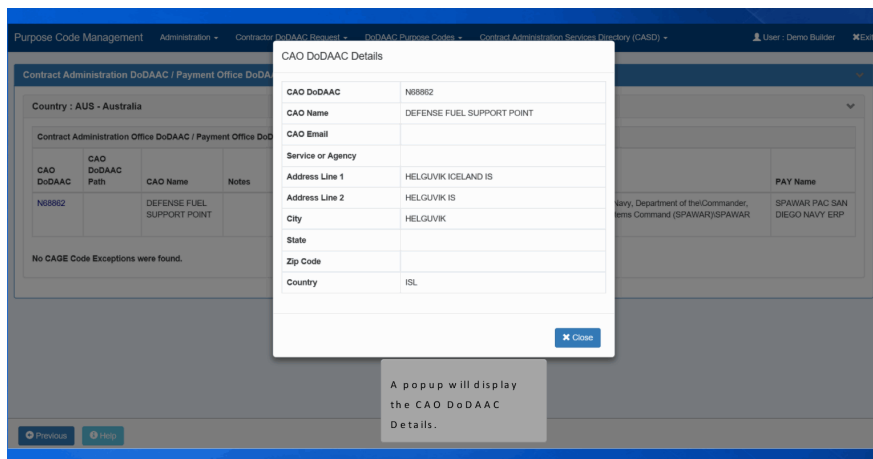 Purpose Code Management Administration Contractor DoDAAC Request DoDAAC Purpose Codes Contract Administration Services Directory (CASD) User : Demo Builder Exit
CAO DoDAAC Details
Contract Administration DoDAAC / Payment Office DoDA
Country : AUS - Australia
Contract Administration Office DoDAAC / Payment Office DoD
CAO DoDAAC
CAO DoDAAC Path
CAO Name
Notes
PAY Name
N68862
DEFENSE FUEL SUPPORT POINT
Navy, Department of the\Commander,
tems Command (SPAWAR)\SPAWAR
SPAWAR PAC SAN
DIEGO NAVY ERP
No CAGE Code Exceptions were found.
CAO DoDAAC N68862
CAO Name DEFENSE FUEL SUPPORT POINT
CAO Email
Service or Agency
Address Line 1 HELGUVIK ICELAND IS
Address Line 2 HELGUVIK IS
City HELGUVIK
State
Zip Code
Country ISL
Close
A popup will display
the CAO DoDAAC
Details.
Previous Help